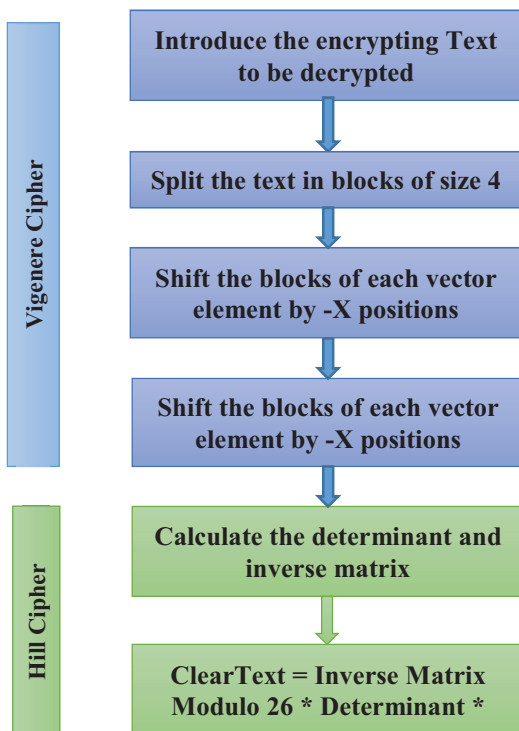 Vigenere Cipher
Introduce the encrypting Text
to be decrypted
Split the text in blocks of size 4
Shift the blocks of each vector
element by -X positions
Shift the blocks of each vector
element by -X positions
Hill Cipher
Calculate the determinant and
inverse matrix
ClearText = Inverse Matrix
Modulo 26 * Determinant *